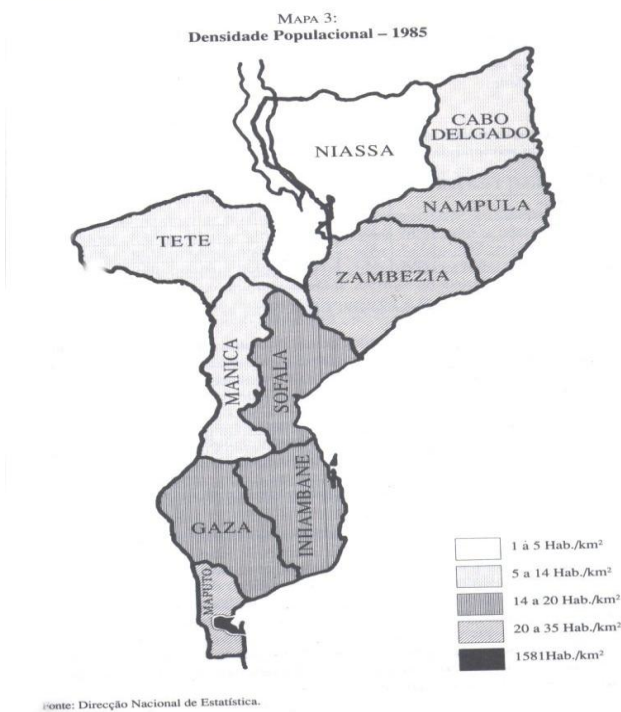 MAPA 3:
Densidade Populacional – 1985
CABO
DELGADO
NIASSA
NAMPULA
TETE
ZAMBEZIA
MANICA
SOFALA
INHAMBANE
GAZA
MAPUTO
1 à 5 Hab./km²
5 a 14 Hab./km²
14 a 20 Hab./km²
20 a 35 Hab./km²
1581Hab./km²
Fonte: Direcção Nacional de Estatística.